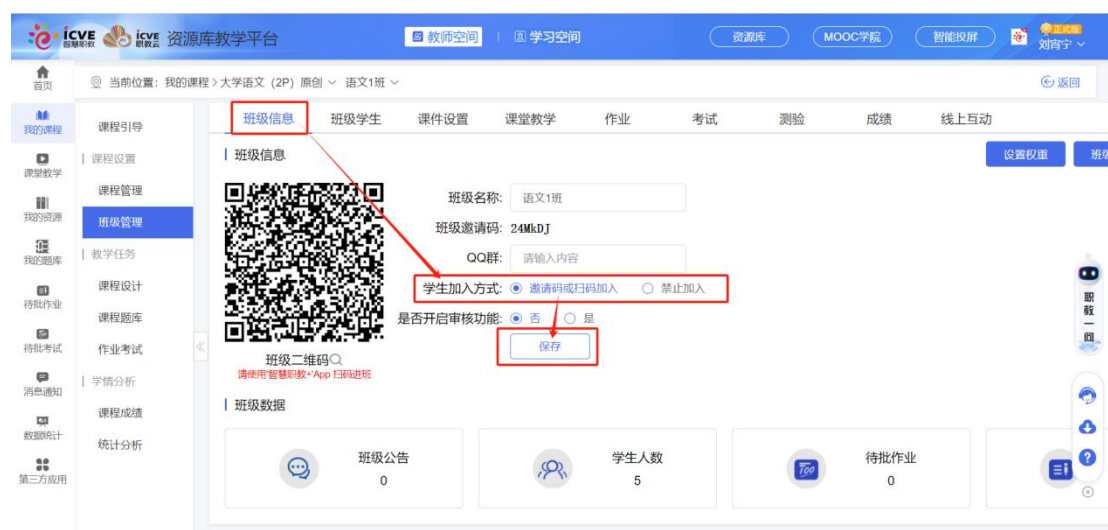 icve 智慧职教 icve 职教云 资源库教学平台 教师空间 学习空间 资源库 MOOC学院 智能投屏 正式版
刘宵宁
首页
当前位置：我的课程 > 大学语文（2P）原创 语文1班 返回
我的课程
课堂教学
我的资源
我的题库
待批作业
待批考试
消息通知
数据统计
第三方应用
课程引导
课程设置
课程管理
班级管理
教学任务
课程设计
课程题库
作业考试
学情分析
课程成绩
统计分析
班级信息 班级学生 课件设置 课堂教学 作业 考试 测验 成绩 线上互动
班级信息 设置权重
班级名称: 语文1班
班级邀请码: 24MkDJ
QQ群: 请输入内容
学生加入方式: 邀请码或扫码加入 禁止加入
是否开启审核功能: 否 是
保存
班级二维码
请使用'智慧职教+'App 扫码进班
班级数据
班级公告 学生人数 待批作业
0 5 0
职教一问